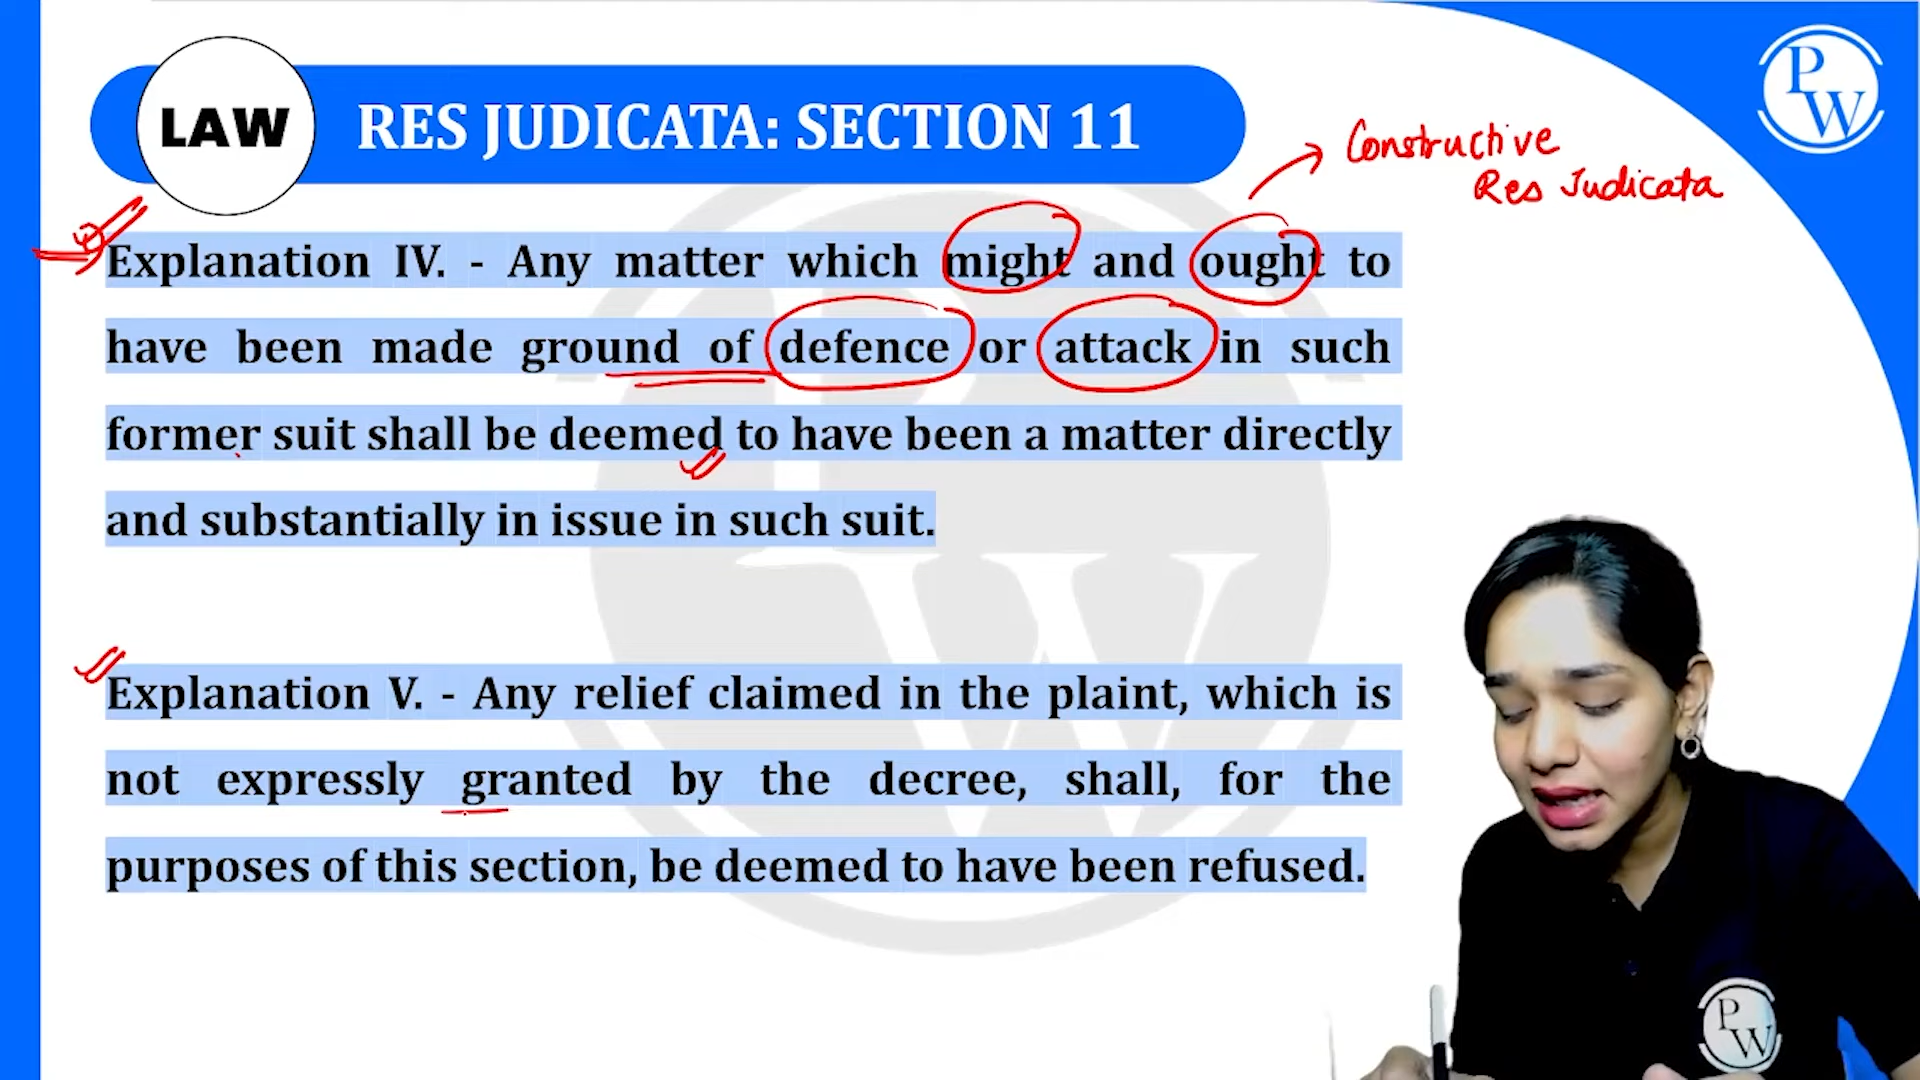 LAW
RES JUDICATA: SECTION 11
PW
Constructive
Res Judicata
Explanation IV. - Any matter which might and ought to
have been made ground of defence or attack in such
former suit shall be deemed to have been a matter directly
and substantially in issue in such suit.
Explanation V. - Any relief claimed in the plaint, which is
not expressly granted by the decree, shall, for the
purposes of this section, be deemed to have been refused.
PW